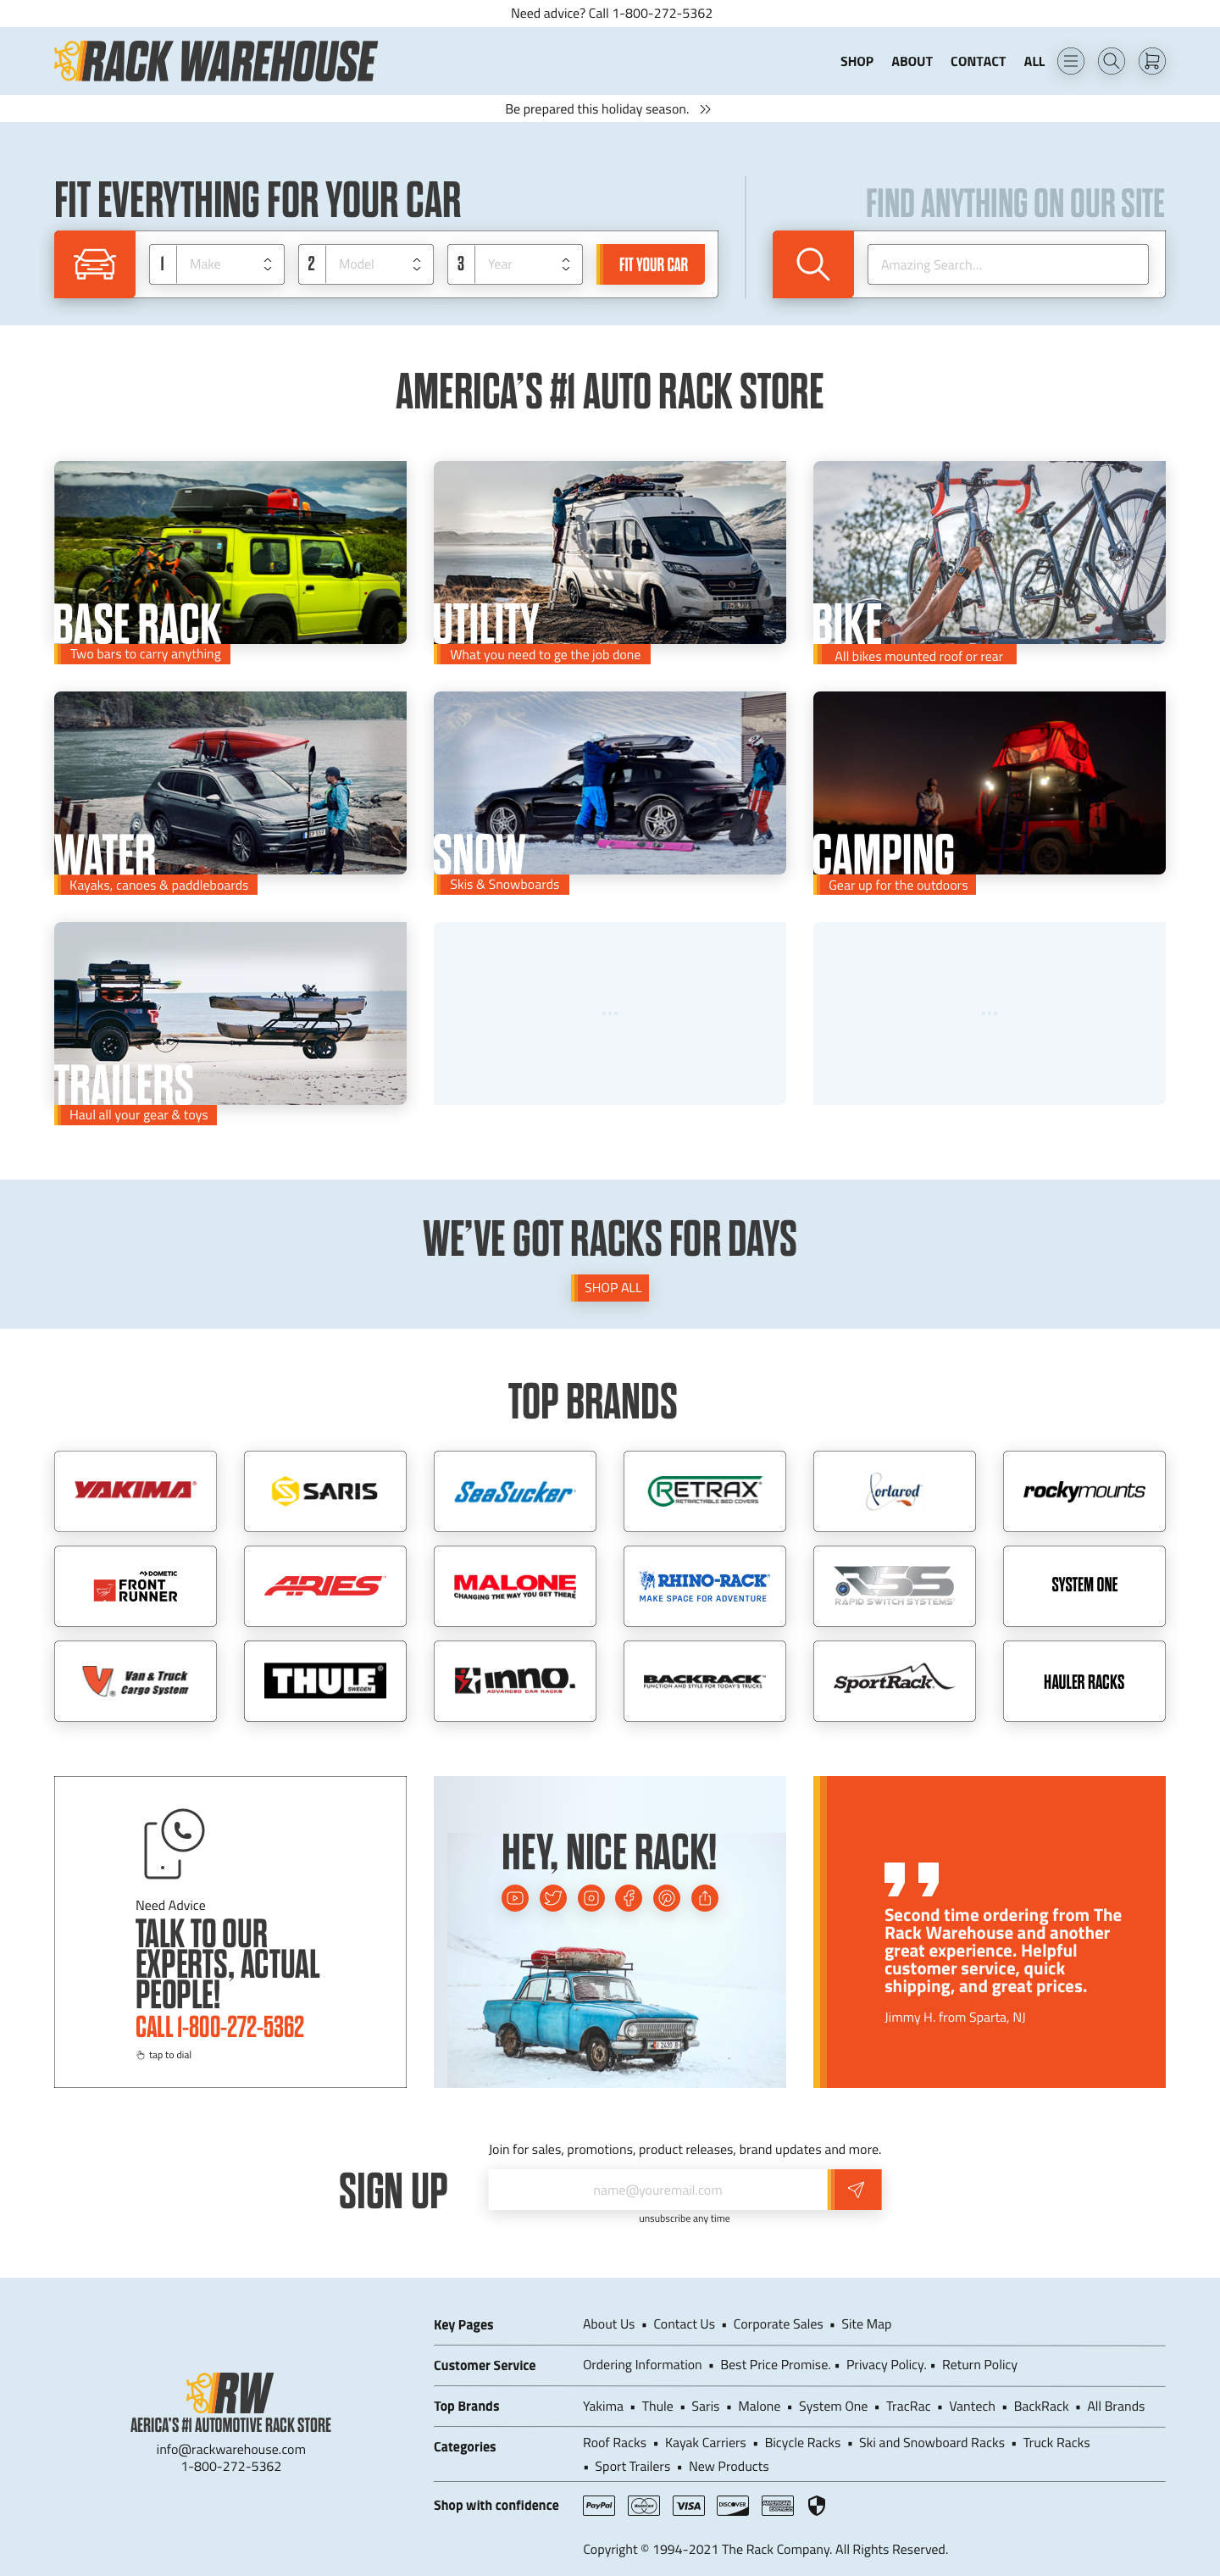 Need advice? Call 1-800-272-5362
RACK WAREHOUSE
SHOP ABOUT CONTACT ALL
Be prepared this holiday season.
FIT EVERYTHING FOR YOUR CAR
1 Make 2 Model 3 Year FIT YOUR CAR
FIND ANYTHING ON OUR SITE
Amazing Search...
AMERICA'S #1 AUTO RACK STORE
BASE RACK
Two bars to carry anything
UTILITY
What you need to ge the job done
BIKE
All bikes mounted roof or rear
WATER
Kayaks, canoes & paddleboards
SNOW
Skis & Snowboards
CAMPING
Gear up for the outdoors
TRAILERS
Haul all your gear & toys
WE'VE GOT RACKS FOR DAYS
SHOP ALL
TOP BRANDS
YAKIMA®
SARIS
SeaSucker
RETRAX
RETRACTABLE BED COVERS
ortarod
rockymounts
DOMETIC
FRONT
RUNNER
ARIES
MALONE
CHANGING THE WAY YOU GET THERE
RHINO-RACK®
MAKE SPACE FOR ADVENTURE
RSS
RAPID SWITCH SYSTEMS
SYSTEM ONE
Van & Truck
® Cargo System
THULE®
SWEDEN
inno.
ADVANCED CAR RACKS
BACKRACK
FUNCTION AND STYLE FOR TODAY'S TRUCKS
SportRack
HAULER RACKS
Need Advice
TALK TO OUR
EXPERTS, ACTUAL
PEOPLE!
CALL 1-800-272-5362
tap to dial
HEY, NICE RACK!
Second time ordering from The
Rack Warehouse and another
great experience. Helpful
customer service, quick
shipping, and great prices.
Jimmy H. from Sparta, NJ
Join for sales, promotions, product releases, brand updates and more.
SIGN UP
name@youremail.com
unsubscribe any time
RW
AERICA'S #1 AUTOMOTIVE RACK STORE
info@rackwarehouse.com
1-800-272-5362
Key Pages About Us ▪ Contact Us ▪ Corporate Sales ▪ Site Map
Customer Service Ordering Information ▪ Best Price Promise. ▪ Privacy Policy. ▪ Return Policy
Top Brands Yakima ▪ Thule ▪ Saris ▪ Malone ▪ System One ▪ TracRac ▪ Vantech ▪ BackRack ▪ All Brands
Categories Roof Racks ▪ Kayak Carriers ▪ Bicycle Racks ▪ Ski and Snowboard Racks ▪ Truck Racks
▪ Sport Trailers ▪ New Products
Shop with confidence PayPal MasterCard VISA DISCOVER AMERICAN EXPRESS
Copyright © 1994-2021 The Rack Company. All Rights Reserved.